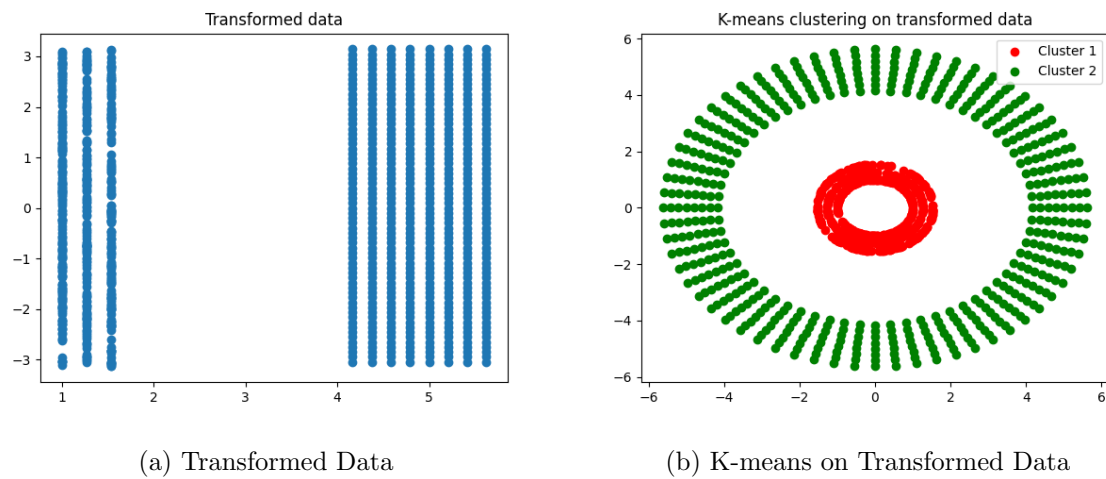 Transformed data
3
2
1
0
−1
−2
−3
1 2 3 4 5
(a) Transformed Data
K-means clustering on transformed data
Cluster 1
Cluster 2
6
4
2
0
−2
−4
−6
−6 −4 −2 0 2 4 6
(b) K-means on Transformed Data